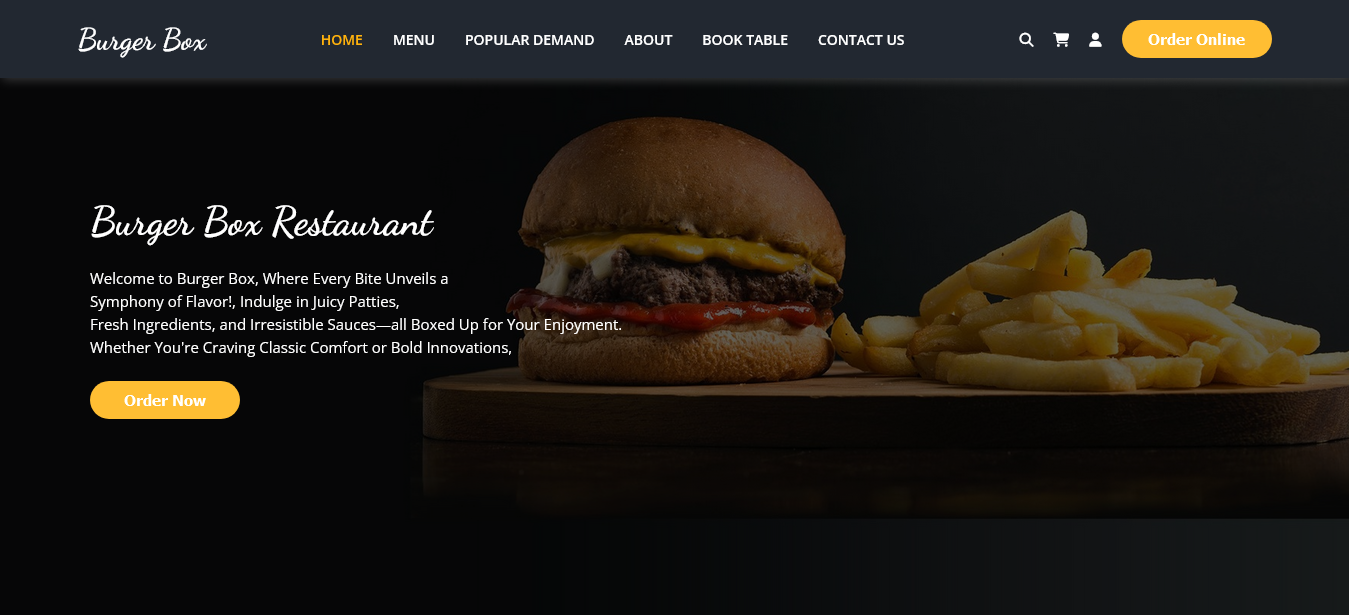 Burger Box
HOME MENU POPULAR DEMAND ABOUT BOOK TABLE CONTACT US
Order Online
Burger Box Restaurant
Welcome to Burger Box, Where Every Bite Unveils a
Symphony of Flavor!, Indulge in Juicy Patties,
Fresh Ingredients, and Irresistible Sauces—all Boxed Up for Your Enjoyment.
Whether You're Craving Classic Comfort or Bold Innovations,
Order Now